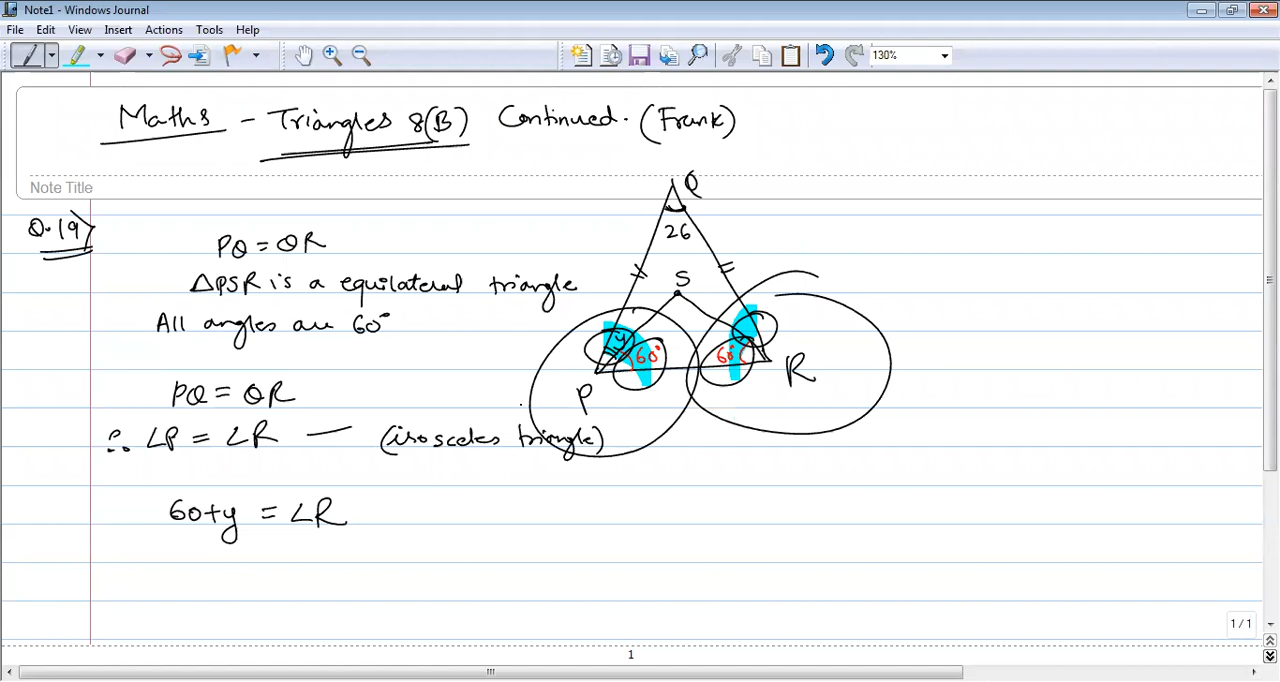 Note1 - Windows Journal
File Edit View Insert Actions Tools Help
130%
Maths - Triangles 8(B) Continued. (Frank)
Note Title
Q.19)
PQ = QR
△PSR is a equilateral triangle
All angles are 60°
PQ = QR
∴ ∠P = ∠R — (isosceles triangle)
60+y = ∠R
Q
26
S
y
60°
60°
P
R
1 / 1
1